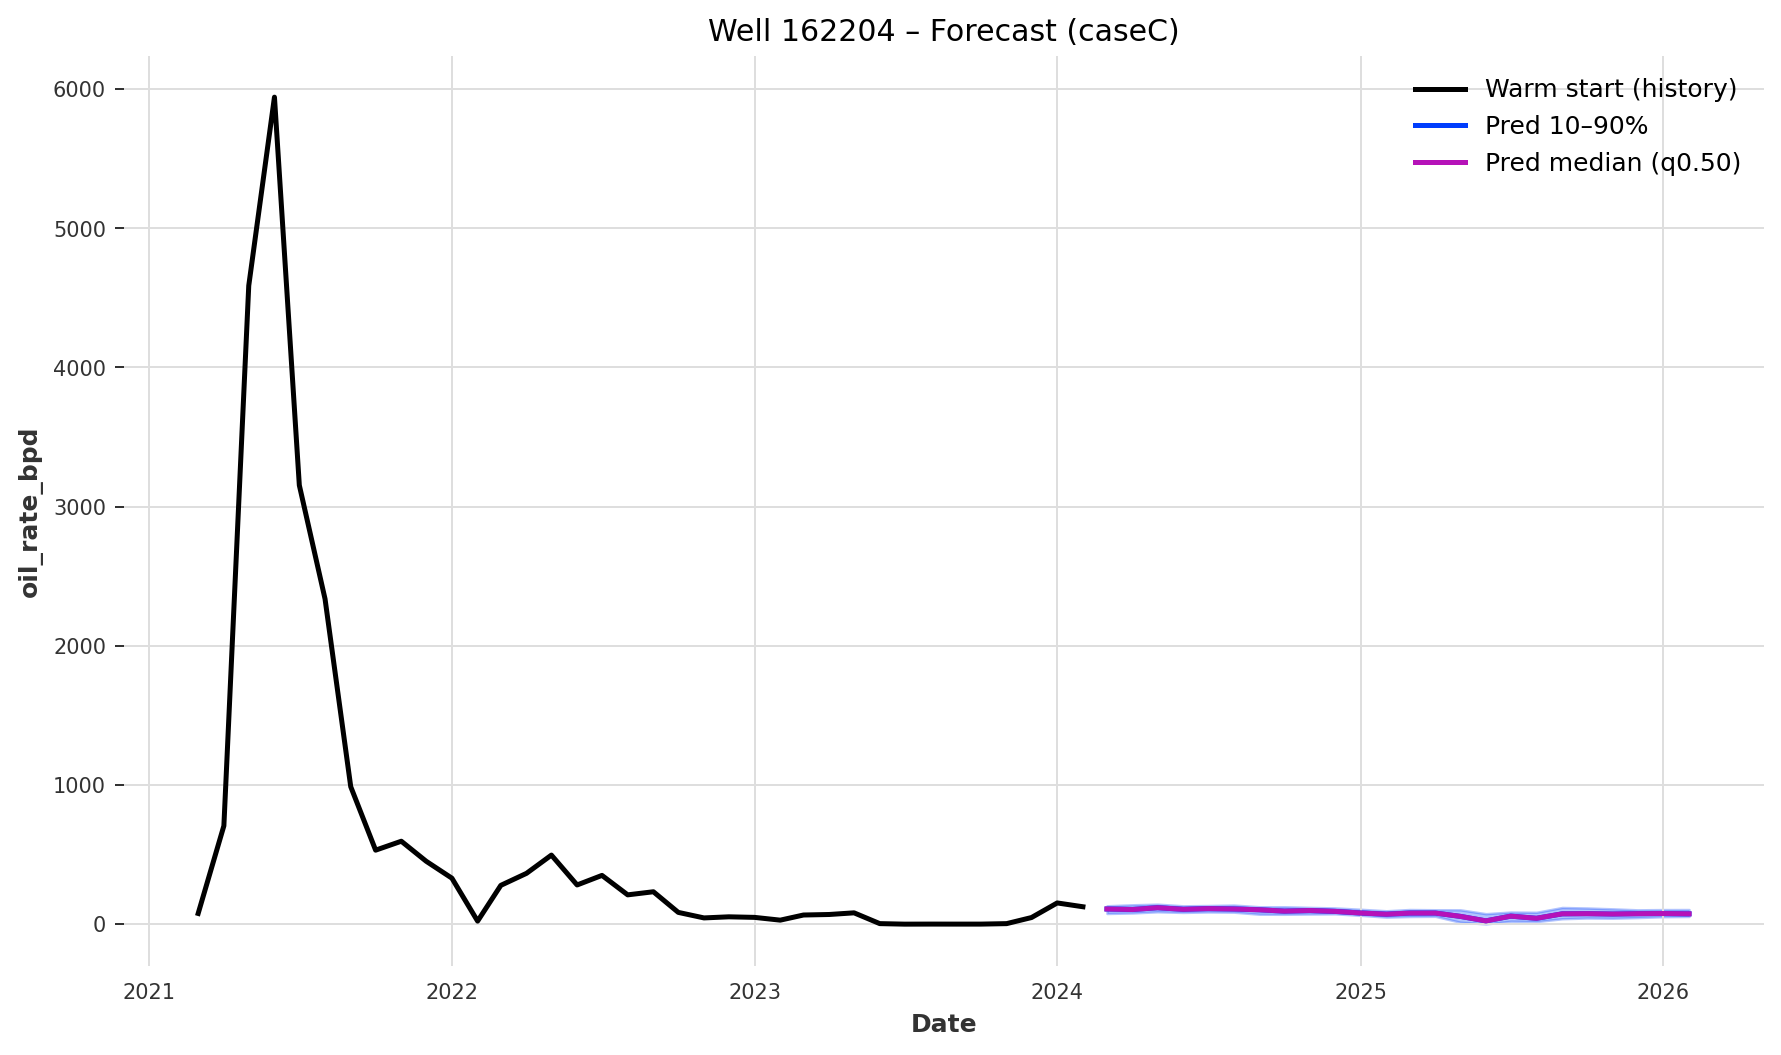 Well 162204 – Forecast (caseC)
Warm start (history)
Pred 10–90%
Pred median (q0.50)
oil_rate_bpd
6000
5000
4000
3000
2000
1000
0
2021
2022
2023
2024
2025
2026
Date